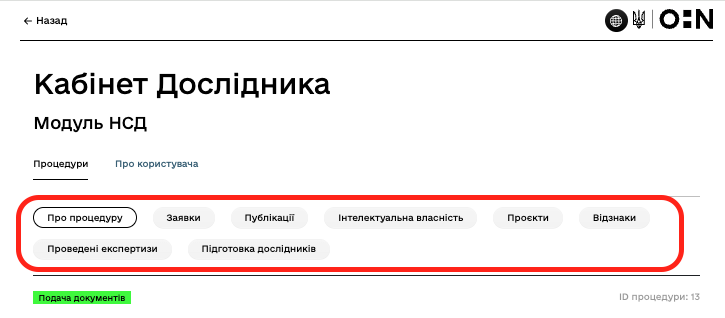 ← Назад
O:H
Кабінет Дослідника
Модуль НСД
Процедури Про користувача
Про процедуру Заявки Публікації Інтелектуальна власність Проєкти Відзнаки
Проведені експертизи Підготовка дослідників
Подача документів ID процедури: 13